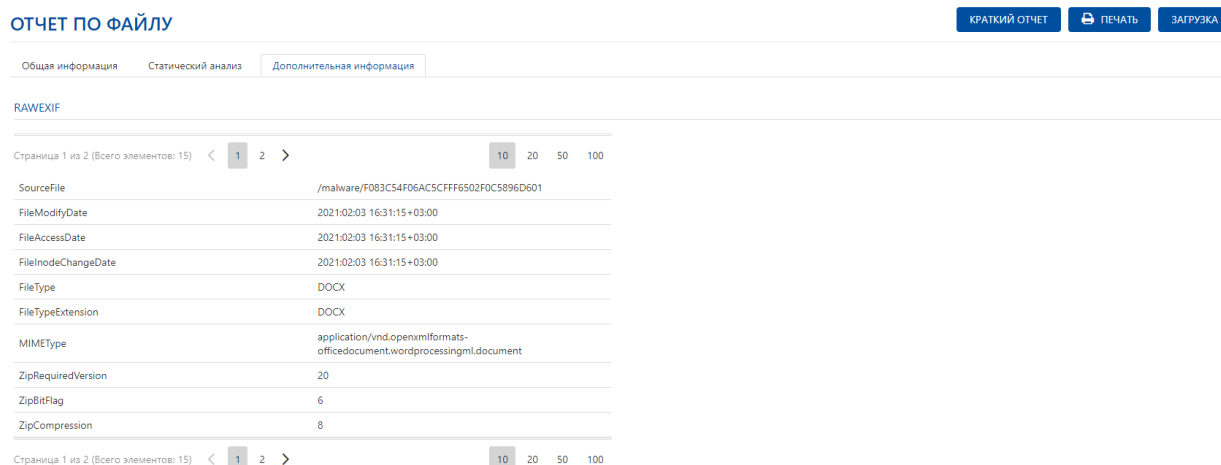 ОТЧЕТ ПО ФАЙЛУ
КРАТКИЙ ОТЧЕТ ПЕЧАТЬ ЗАГРУЗКА
Общая информация Статический анализ Дополнительная информация
RAWEXIF
Страница 1 из 2 (Всего элементов: 15) 1 2 10 20 50 100
SourceFile /malware/F083C54F06AC5CFFF6502F0C5896D601
FileModifyDate 2021:02:03 16:31:15+03:00
FileAccessDate 2021:02:03 16:31:15+03:00
FileInodeChangeDate 2021:02:03 16:31:15+03:00
FileType DOCX
FileTypeExtension DOCX
MIMEType application/vnd.openxmlformats-
officedocument.wordprocessingml.document
ZipRequiredVersion 20
ZipBitFlag 6
ZipCompression 8
Страница 1 из 2 (Всего элементов: 15) 1 2 10 20 50 100